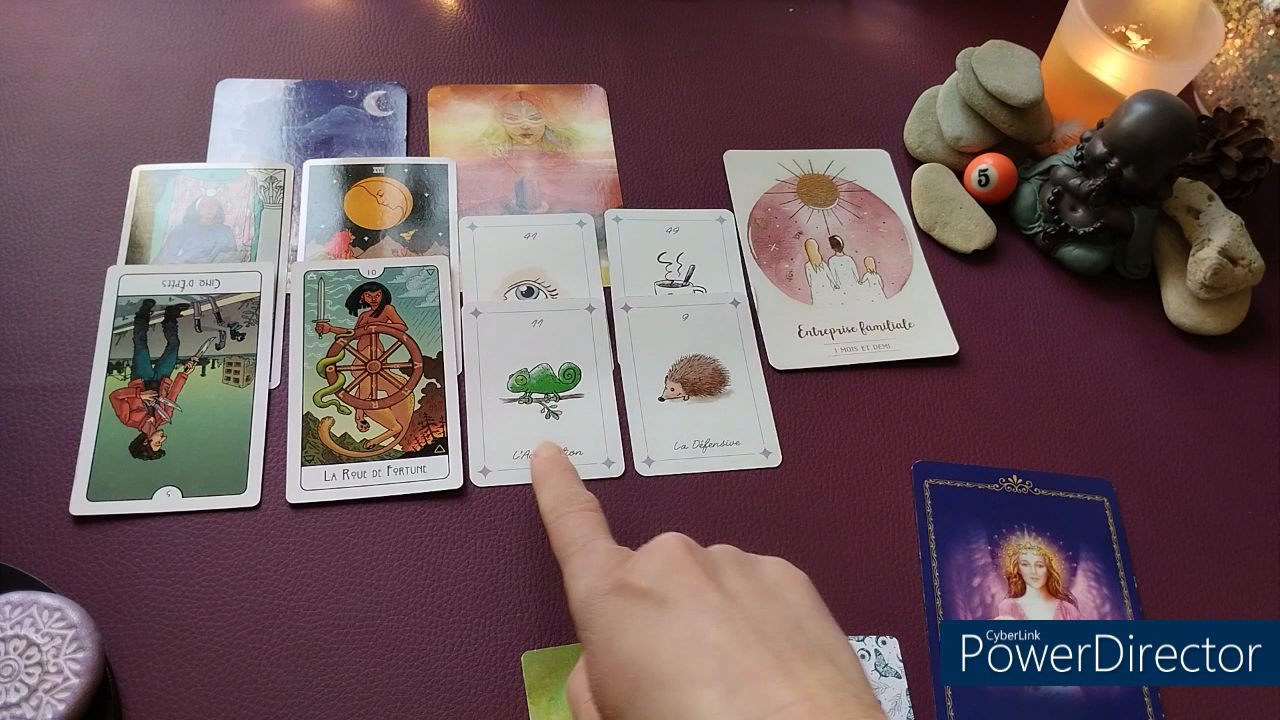 XVIII
41
49
Entreprise familiale
1 MOIS ET DEMI
5
CINQ D'ÉPÉES
5
10
LA ROUE DE FORTUNE
11
9
La Défensive
CyberLink
PowerDirector